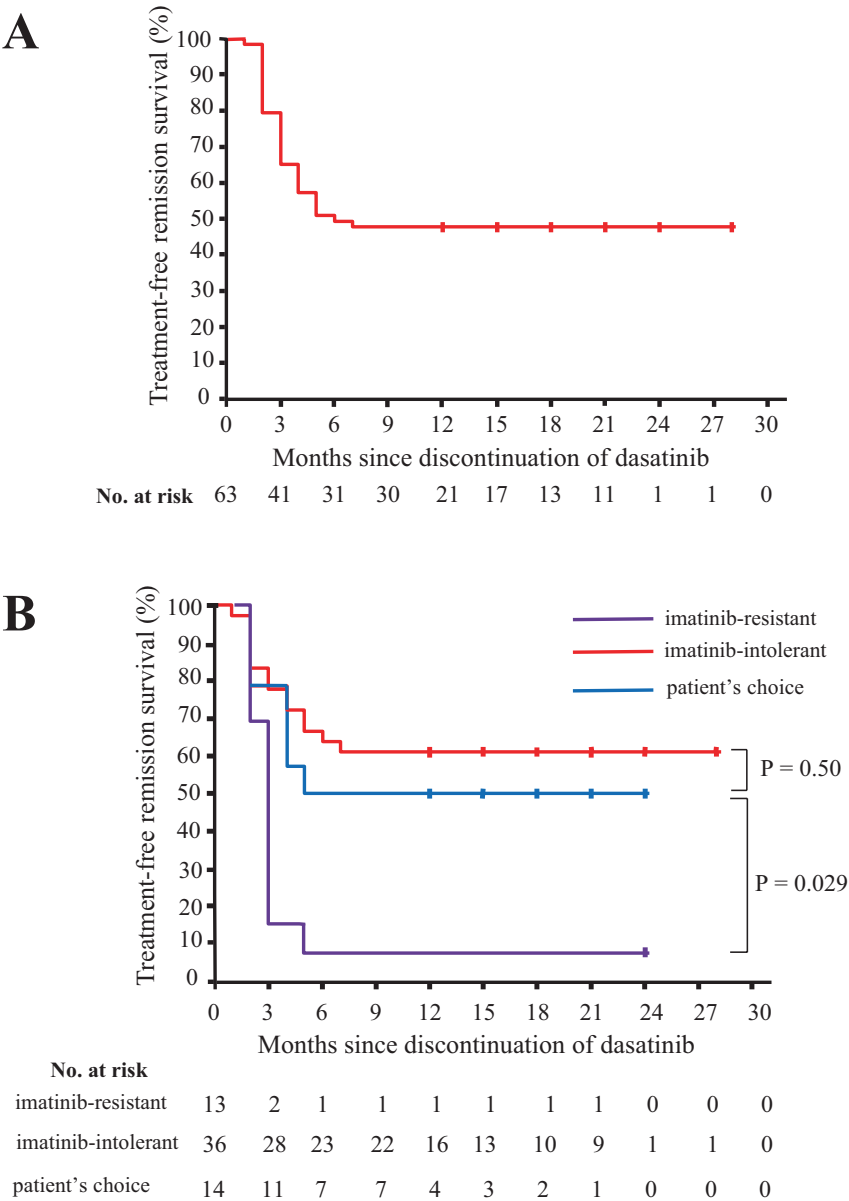 A
Treatment-free remission survival (%)
100
90
80
70
60
50
40
30
20
10
0
0 3 6 9 12 15 18 21 24 27 30
Months since discontinuation of dasatinib
No. at risk 63 41 31 30 21 17 13 11 1 1 0
B
Treatment-free remission survival (%)
100
90
80
70
60
50
40
30
20
10
0
imatinib-resistant
imatinib-intolerant
patient's choice
P = 0.50
P = 0.029
0 3 6 9 12 15 18 21 24 27 30
Months since discontinuation of dasatinib
No. at risk
imatinib-resistant 13 2 1 1 1 1 1 1 0 0 0
imatinib-intolerant 36 28 23 22 16 13 10 9 1 1 0
patient's choice 14 11 7 7 4 3 2 1 0 0 0